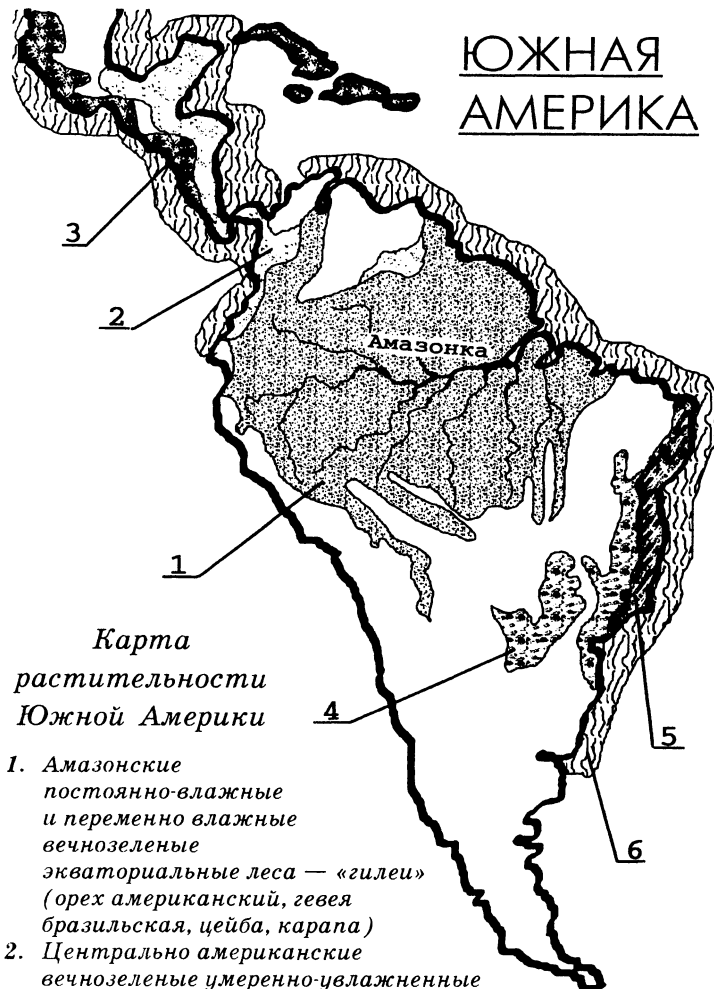 ЮЖНАЯ
АМЕРИКА
3
2
Амазонка
1
Карта
растительности
Южной Америки
4
5
6
1. Амазонские
постоянно-влажные
и переменно влажные
вечнозеленые
экваториальные леса — «гилеи»
(орех американский, гевея
бразильская, цейба, карапа)
2. Центрально американские
вечнозеленые умеренно-увлажненные